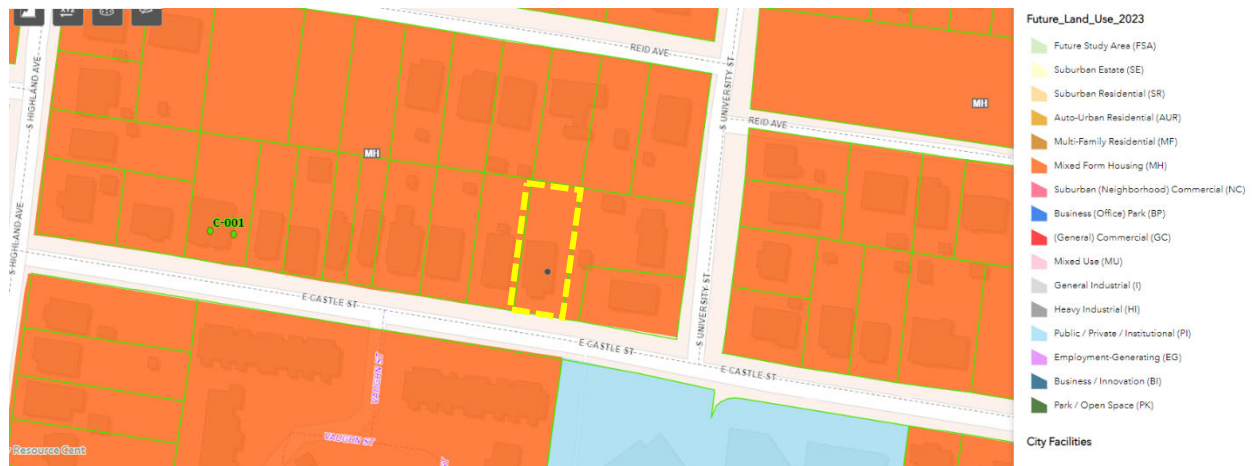 XYZ
REID AVE
S HIGHLAND AVE
S UNIVERSITY ST
MH
REID AVE
MH
C-001
S HIGHLAND AVE
E CASTLE ST
E CASTLE ST
S UNIVERSITY ST
E CASTLE ST
VAUGHN ST
VAUGHN ST
Resource Cent
Future_Land_Use_2023
Future Study Area (FSA)
Suburban Estate (SE)
Suburban Residential (SR)
Auto-Urban Residential (AUR)
Multi-Family Residential (MF)
Mixed Form Housing (MH)
Suburban (Neighborhood) Commercial (NC)
Business (Office) Park (BP)
(General) Commercial (GC)
Mixed Use (MU)
General Industrial (I)
Heavy Industrial (HI)
Public / Private / Institutional (PI)
Employment-Generating (EG)
Business / Innovation (BI)
Park / Open Space (PK)
City Facilities